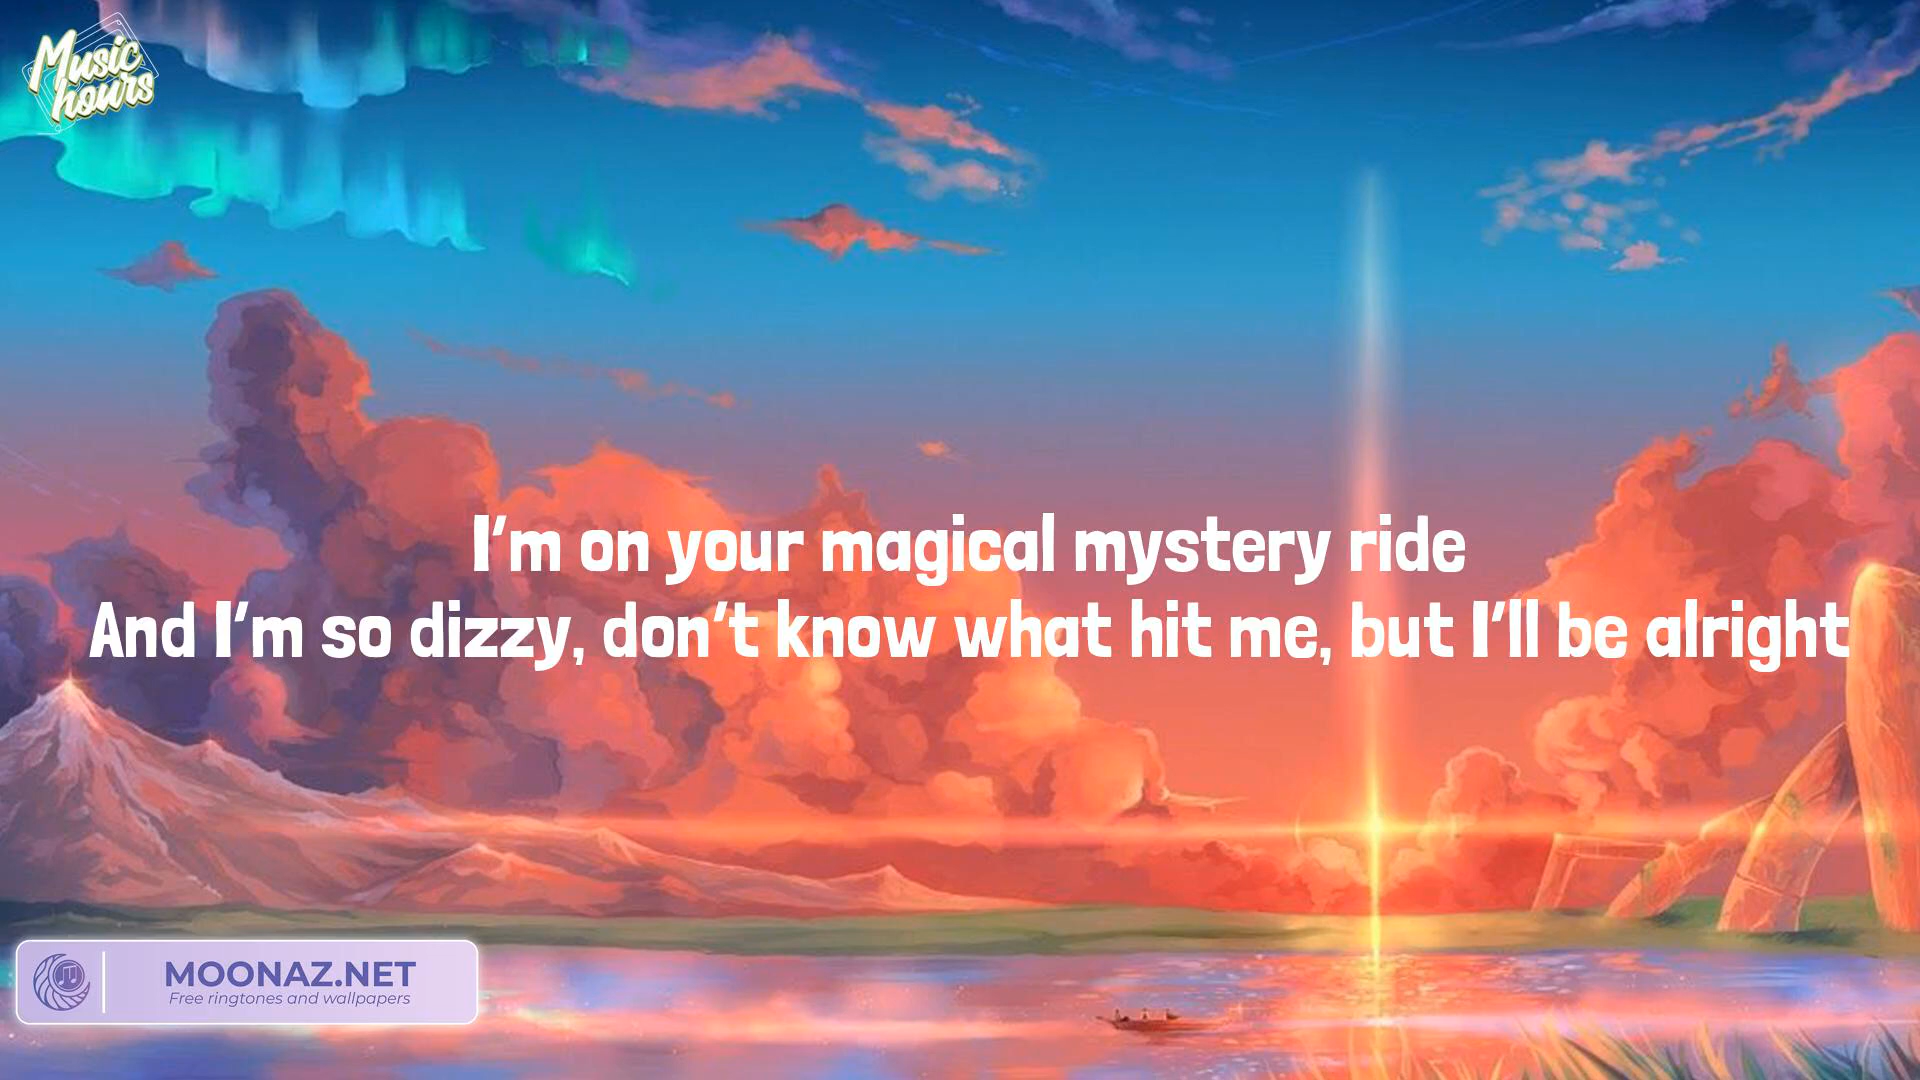 Music
hours
I'm on your magical mystery ride
And I'm so dizzy, don't know what hit me, but I'll be alright
MOONAZ.NET
Free ringtones and wallpapers